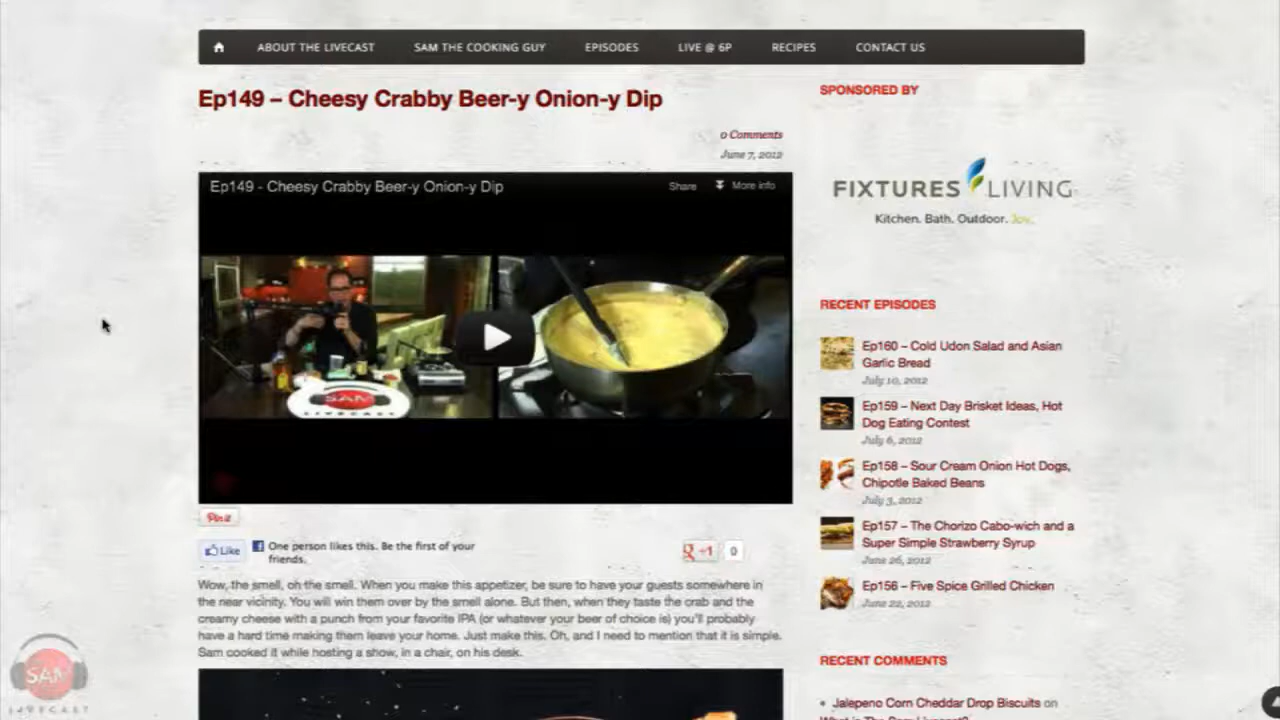 ABOUT THE LIVECAST SAM THE COOKING GUY EPISODES LIVE @ 6P RECIPES CONTACT US
Ep149 – Cheesy Crabby Beer-y Onion-y Dip
0 Comments
June 7, 2012
Ep149 - Cheesy Crabby Beer-y Onion-y Dip
Share More info
SAM
LIVECAST
Pin it
Like
One person likes this. Be the first of your
friends.
+1 0
Wow, the smell, oh the smell. When you make this appetizer, be sure to have your guests somewhere in
the near vicinity. You will win them over by the smell alone. But then, when they taste the crab and the
creamy cheese with a punch from your favorite IPA (or whatever your beer of choice is) you'll probably
have a hard time making them leave your home. Just make this. Oh, and I need to mention that it is simple.
Sam cooked it while hosting a show, in a chair, on his desk.
SPONSORED BY
FIXTURES LIVING
Kitchen. Bath. Outdoor. Joy.
RECENT EPISODES
Ep160 – Cold Udon Salad and Asian
Garlic Bread
July 10, 2012
Ep159 – Next Day Brisket Ideas, Hot
Dog Eating Contest
July 6, 2012
Ep158 – Sour Cream Onion Hot Dogs,
Chipotle Baked Beans
July 3, 2012
Ep157 – The Chorizo Cabo-wich and a
Super Simple Strawberry Syrup
June 26, 2012
Ep156 – Five Spice Grilled Chicken
June 22, 2012
RECENT COMMENTS
Jalepeno Corn Cheddar Drop Biscuits on
What is The Sam Livecast?
SAM
LIVECAST